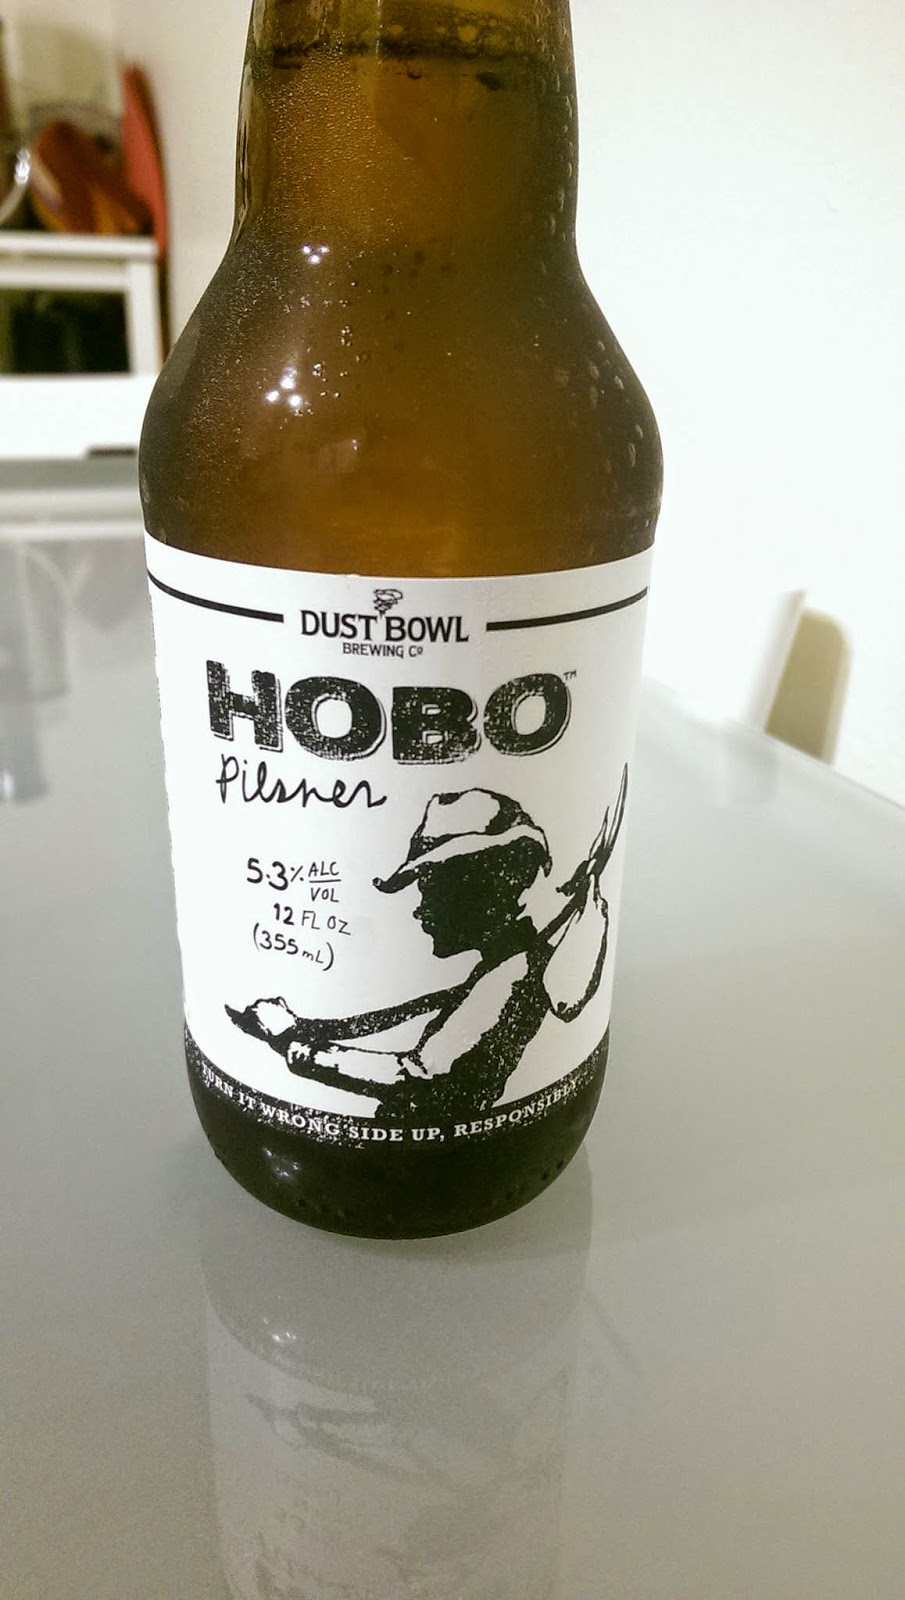 DUST BOWL
BREWING Co
HOBO™
Pilsner
5.3% ALC
VOL
12 FL OZ
(355 mL)
TURN IT WRONG SIDE UP, RESPONSIBLY.